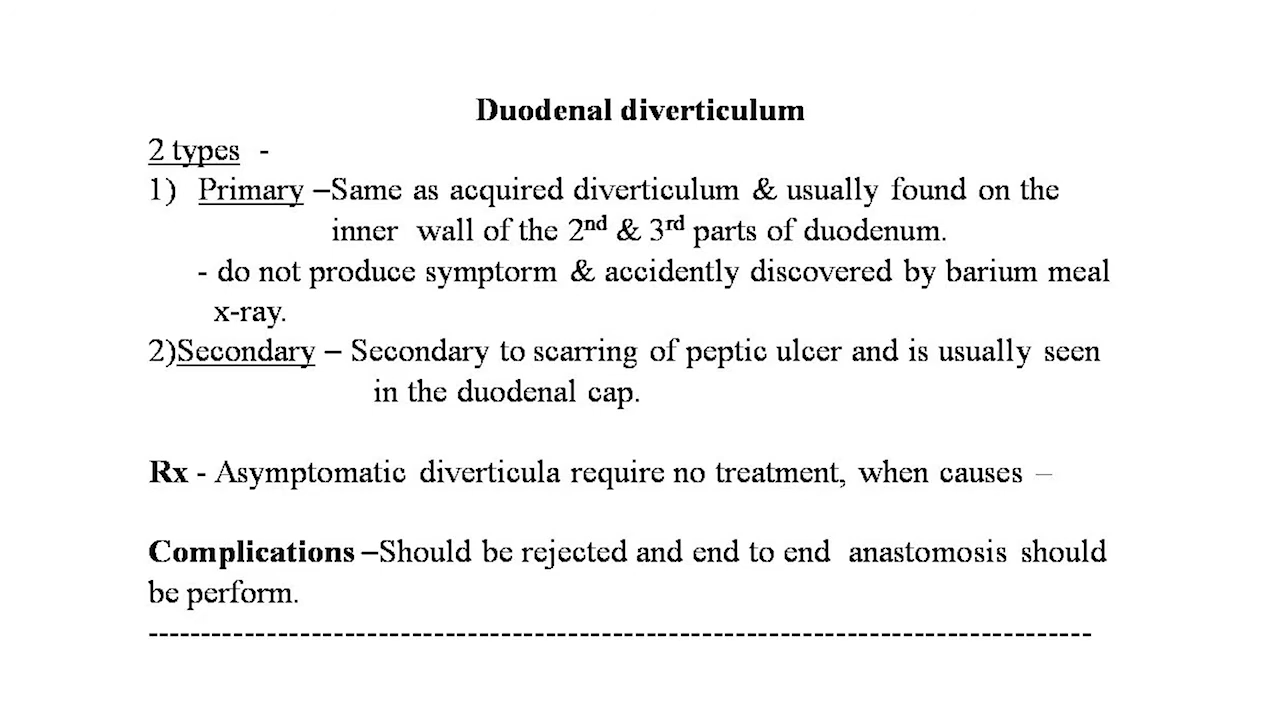 Duodenal diverticulum
2 types -
1) Primary –Same as acquired diverticulum & usually found on the
inner wall of the 2nd & 3rd parts of duodenum.
- do not produce symptorm & accidently discovered by barium meal
x-ray.
2)Secondary – Secondary to scarring of peptic ulcer and is usually seen
in the duodenal cap.
Rx - Asymptomatic diverticula require no treatment, when causes –
Complications –Should be rejected and end to end anastomosis should
be perform.
---------------------------------------------------------------------------------------